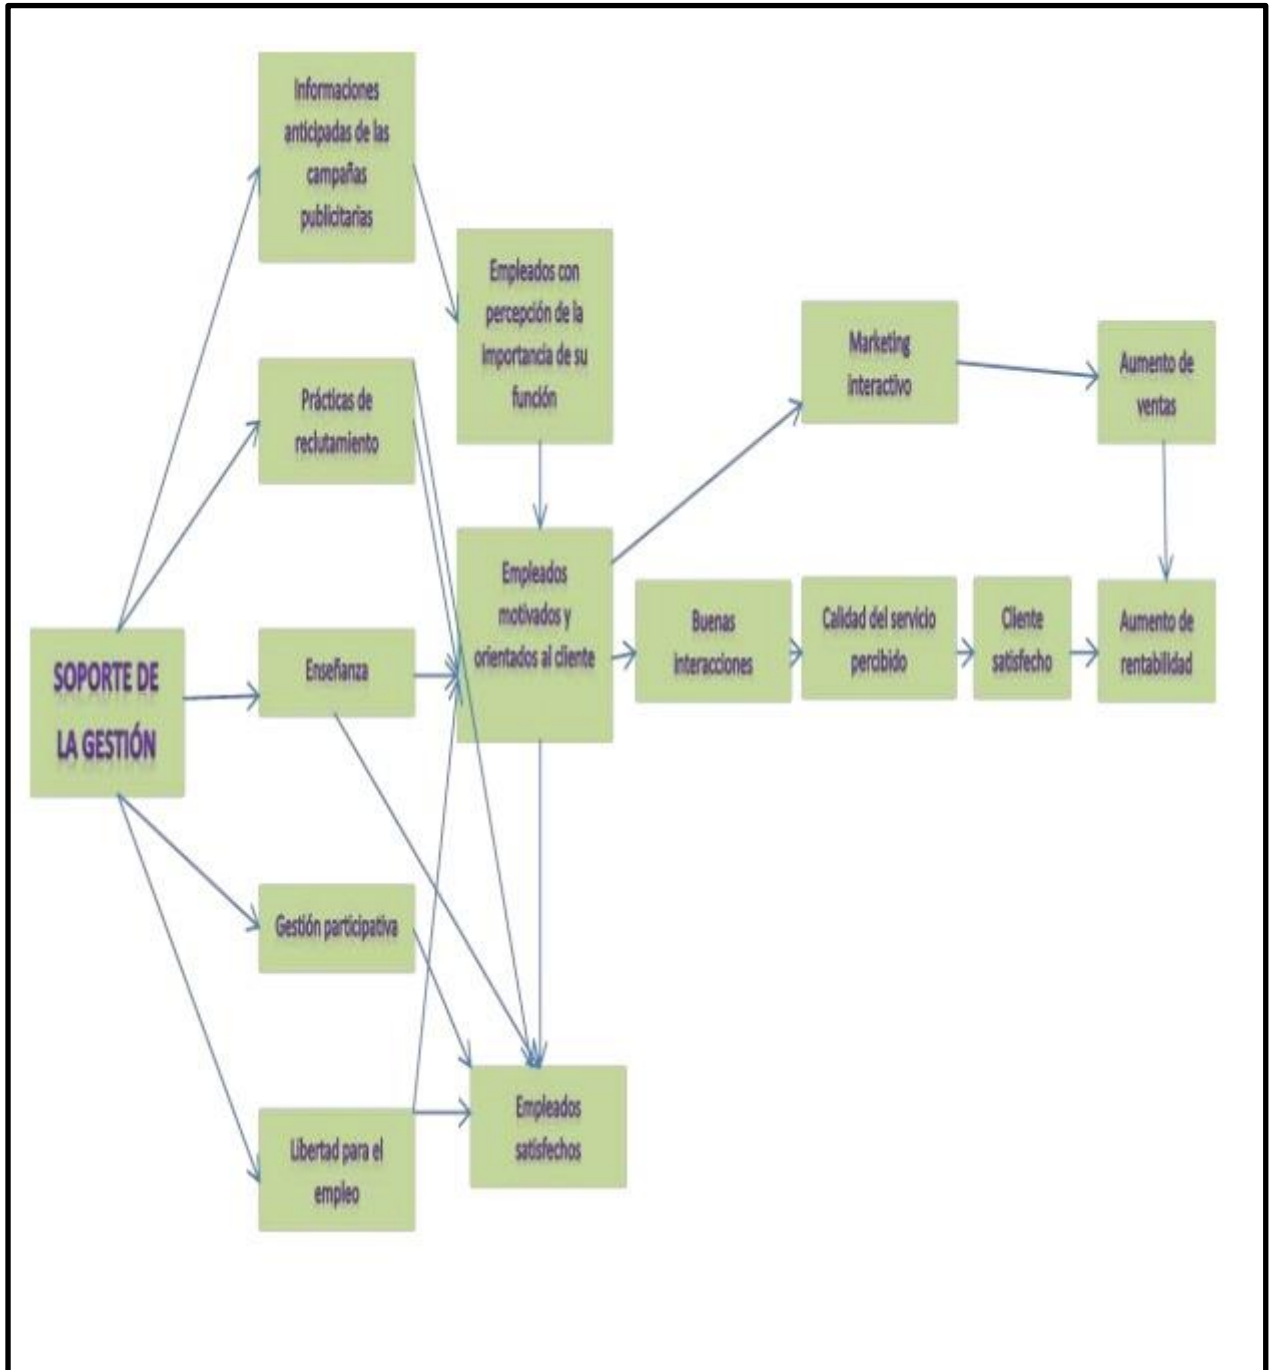 Informaciones
anticipadas de las
campañas
publicitarias
Empleados con
percepción de la
importancia de su
función
Marketing
interactivo
Aumento de
ventas
Prácticas de
reclutamiento
Empleados
motivados y
orientados al cliente
Buenas
interacciones
Calidad del servicio
percibido
Cliente
satisfecho
Aumento de
rentabilidad
SOPORTE DE
LA GESTIÓN
Enseñanza
Gestión participativa
Libertad para el
empleo
Empleados
satisfechos